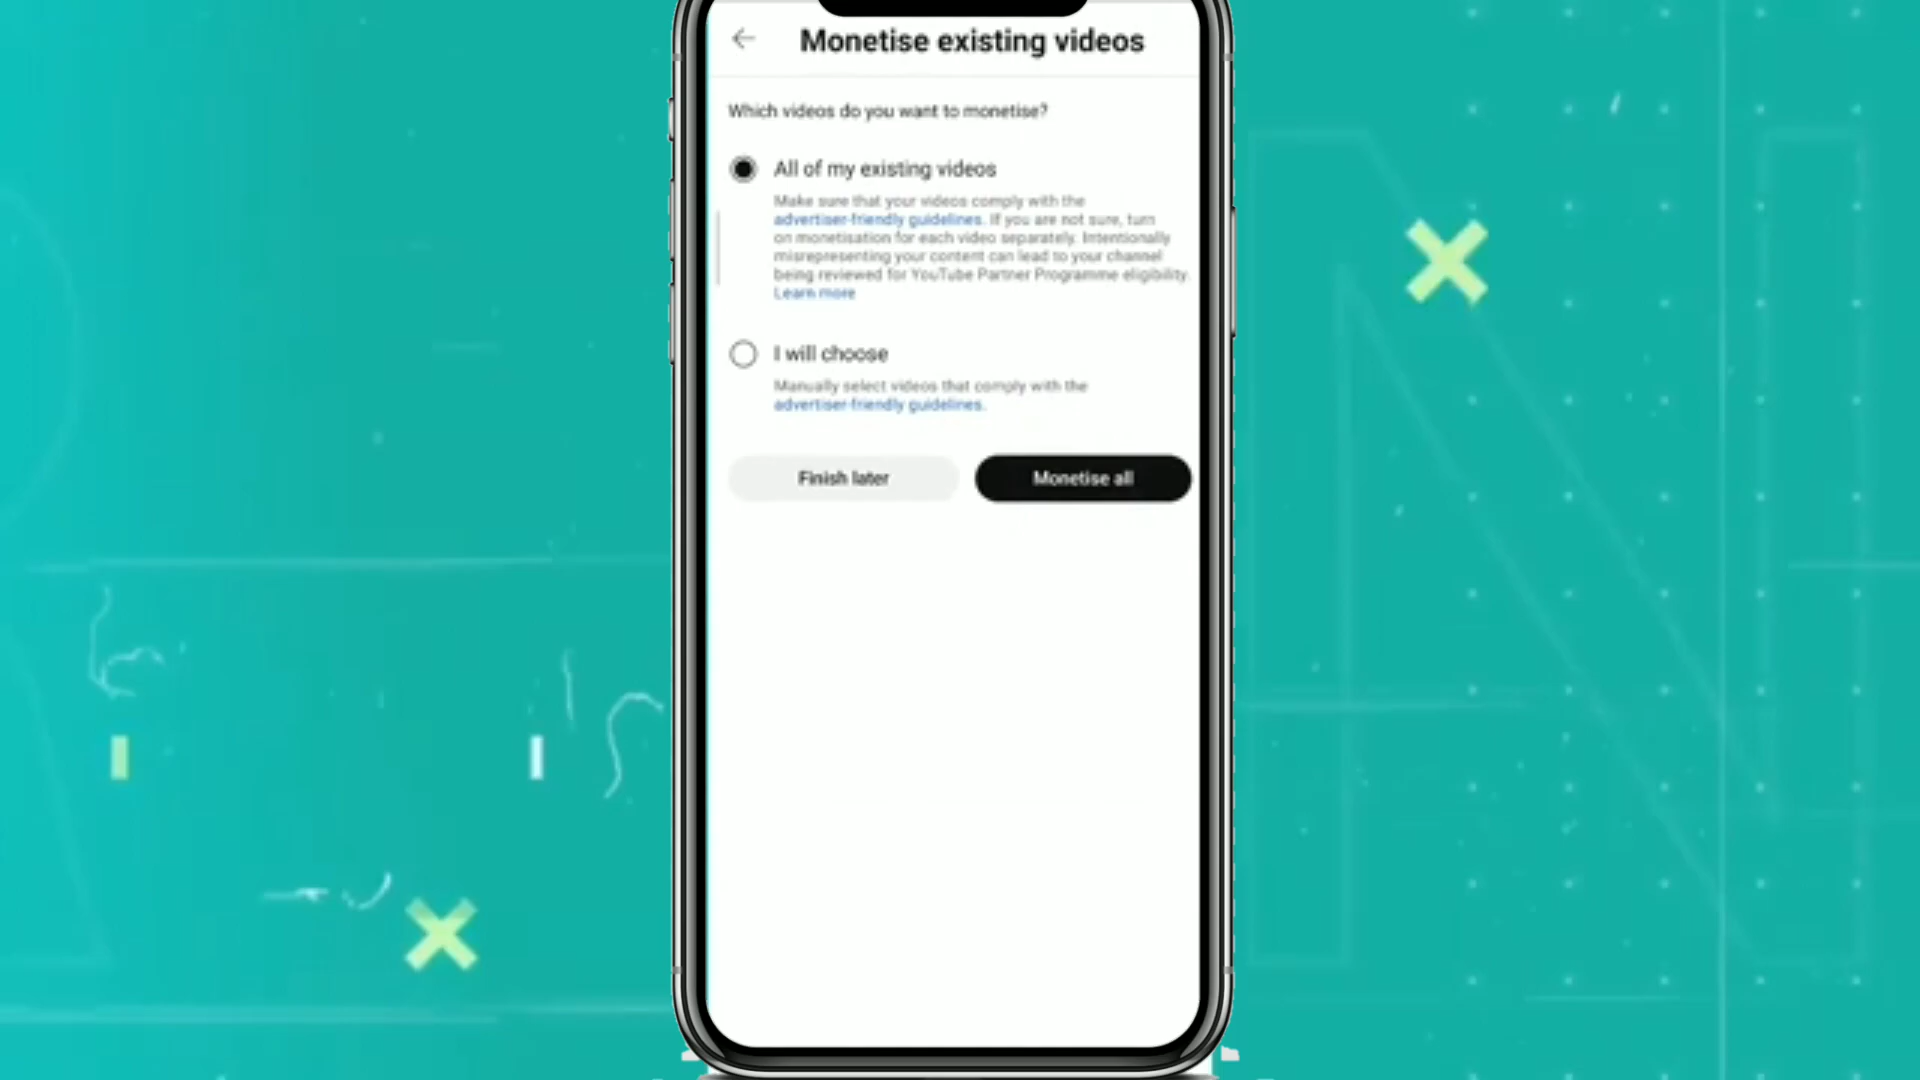 Monetise existing videos
Which videos do you want to monetise?
All of my existing videos
Make sure that your videos comply with the
advertiser-friendly guidelines. If you are not sure, turn
on monetisation for each video separately. Intentionally
misrepresenting your content can lead to your channel
being reviewed for YouTube Partner Programme eligibility.
Learn more
I will choose
Manually select videos that comply with the
advertiser-friendly guidelines.
Finish later
Monetise all